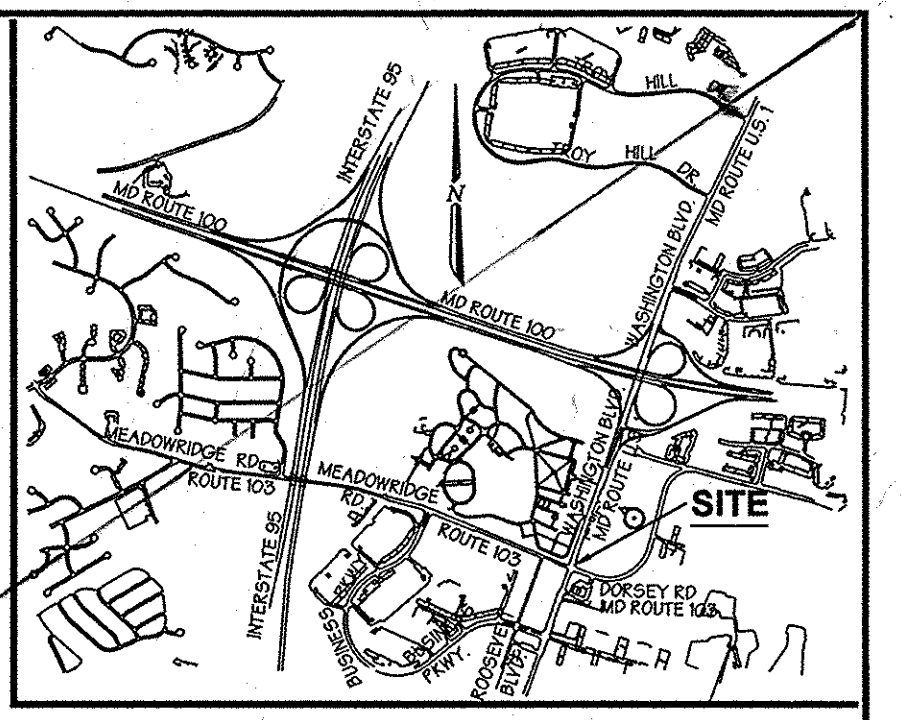 INTERSTATE 95
HILL
TROY HILL DR
MD ROUTE U.S. 1
WASHINGTON BLVD.
MD ROUTE 100
N
MD ROUTE 100
WASHINGTON BLVD.
MD ROUTE
MEADOWRIDGE RD
ROUTE 103
MEADOWRIDGE
RD
ROUTE 103
SITE
DORSEY RD
MD ROUTE 103
INTERSTATE 95
BUSINESS
PKWY
BUSINESS
PKWY.
ROOSEVE
BLVD.